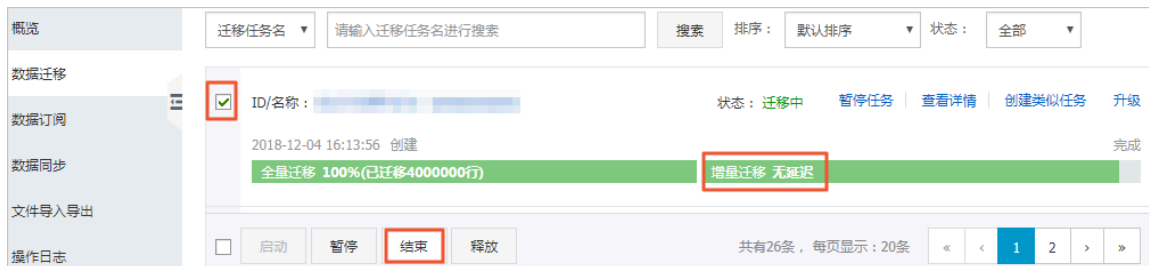 概览
数据迁移
数据订阅
数据同步
文件导入导出
操作日志
迁移任务名 ▼ 请输入迁移任务名进行搜索 搜索 排序： 默认排序 ▼ 状态： 全部 ▼
ID/名称： 状态：迁移中 暂停任务 查看详情 创建类似任务 升级
2018-12-04 16:13:56 创建 完成
全量迁移 100%(已迁移4000000行) 增量迁移 无延迟
启动 暂停 结束 释放 共有26条，每页显示：20条 « ‹ 1 2 › »